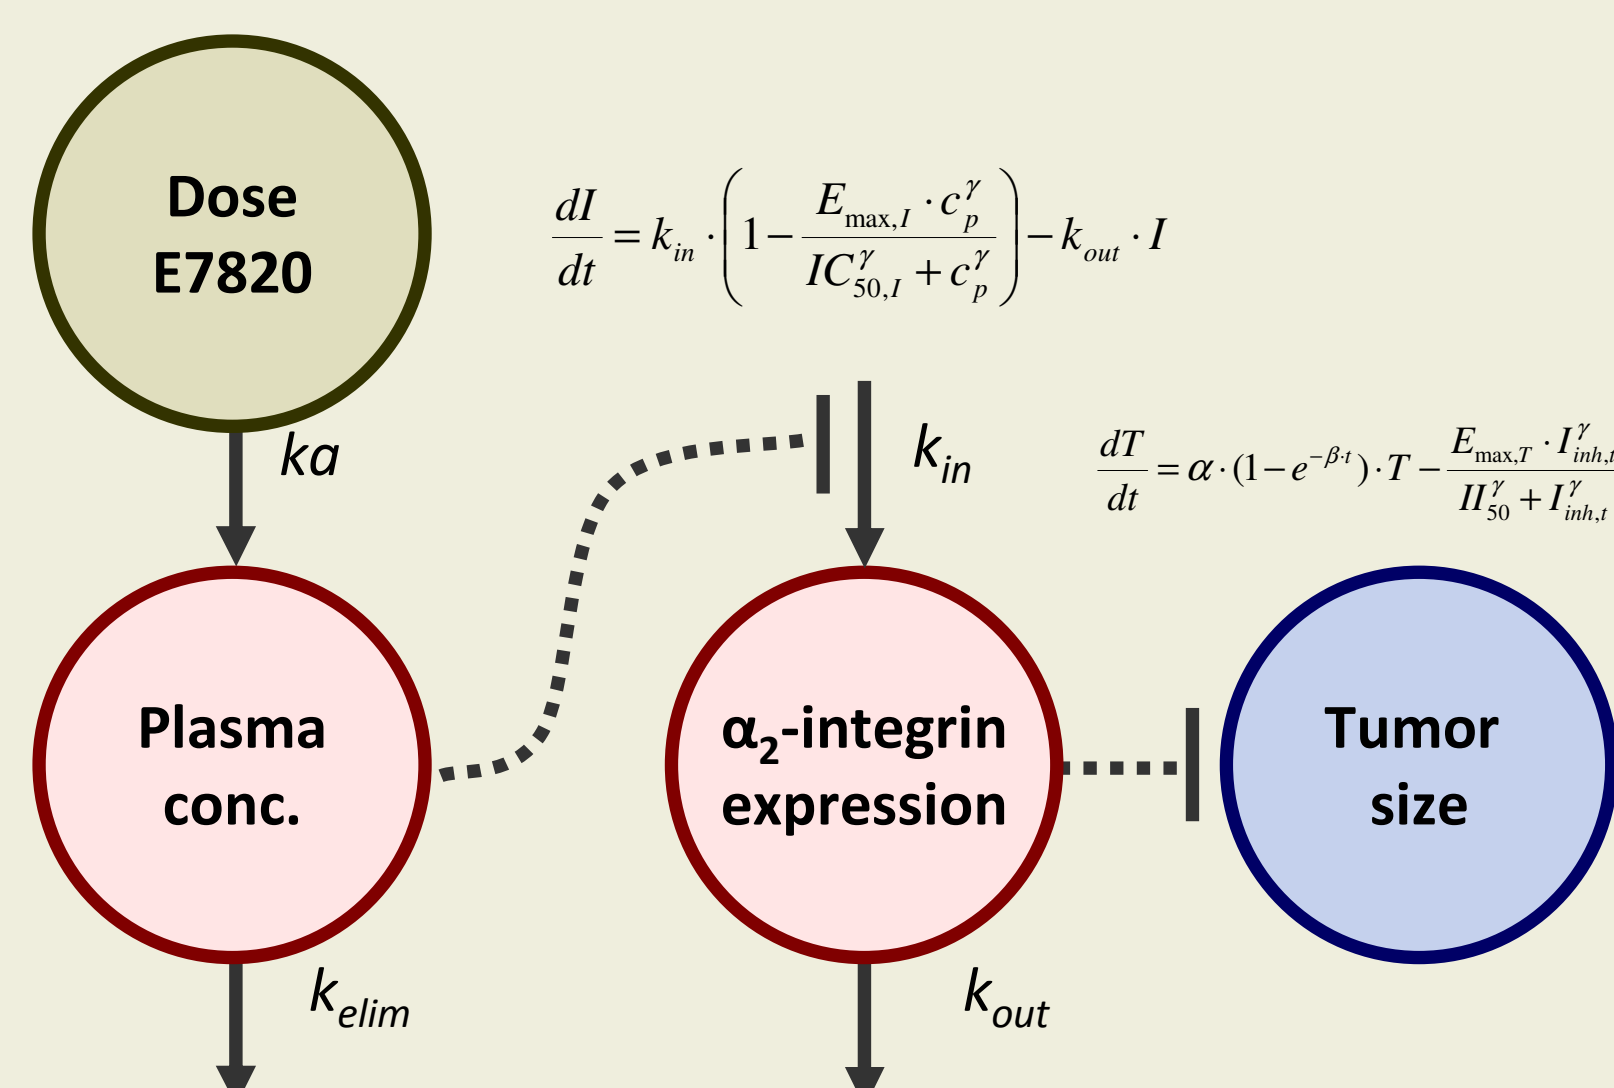 Dose
E7820
dI/dt = k_in · (1 − (E_max,I · c_p^γ)/(IC_50,I^γ + c_p^γ)) − k_out · I
ka
k_in
dT/dt = α · (1 − e^(−β·t)) · T − (E_max,T · I_inh,t^γ)/(II_50^γ + I_inh,t^γ)
Plasma
conc.
α₂-integrin
expression
Tumor
size
k_elim
k_out